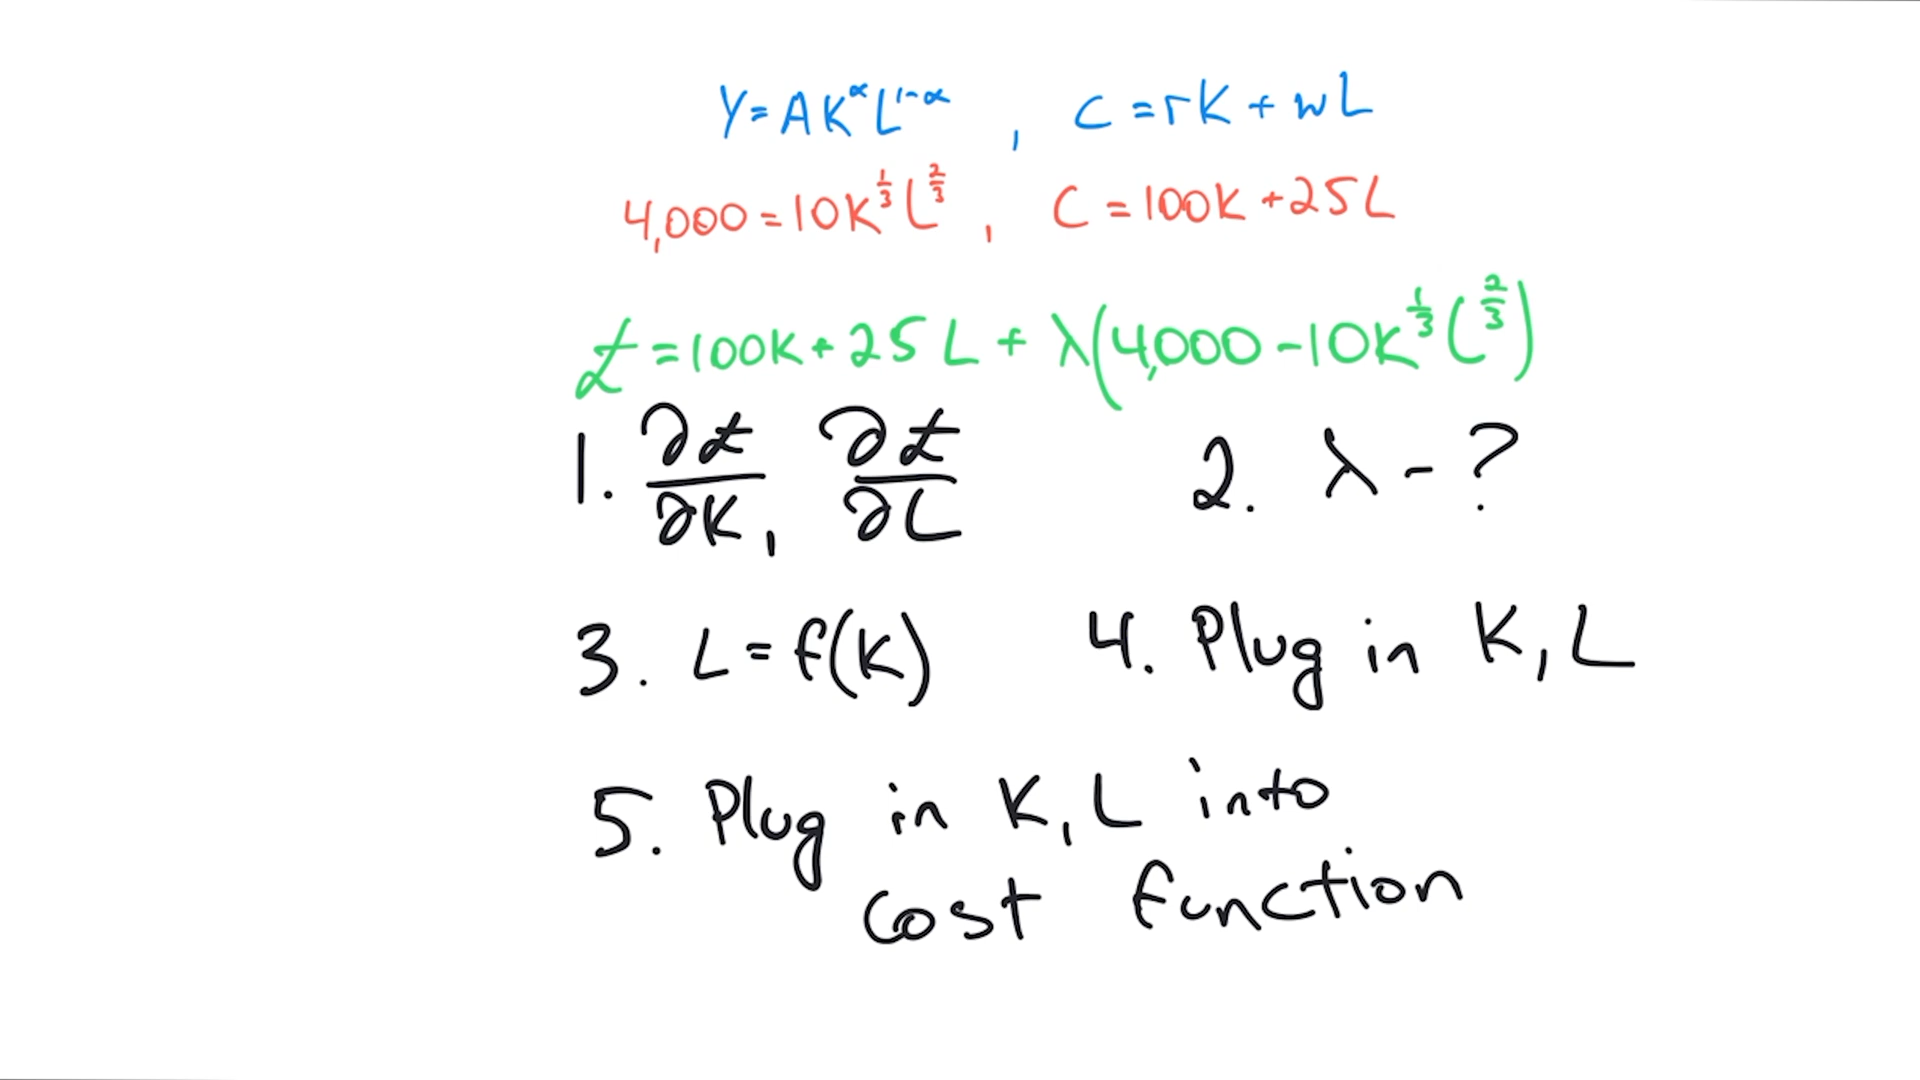 Y=AK^α L^1-α , C=rK+wL
4,000=10K^1/3 L^2/3 , C=100K+25L
ℒ=100K+25L+λ(4,000-10K^1/3 L^2/3)
1. ∂ℒ/∂K, ∂ℒ/∂L 2. λ-?
3. L=f(K) 4. Plug in K,L
5. Plug in K,L into
cost function